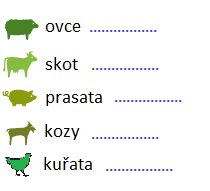 ovce .................
skot .................
prasata .................
kozy .................
kuřata .................